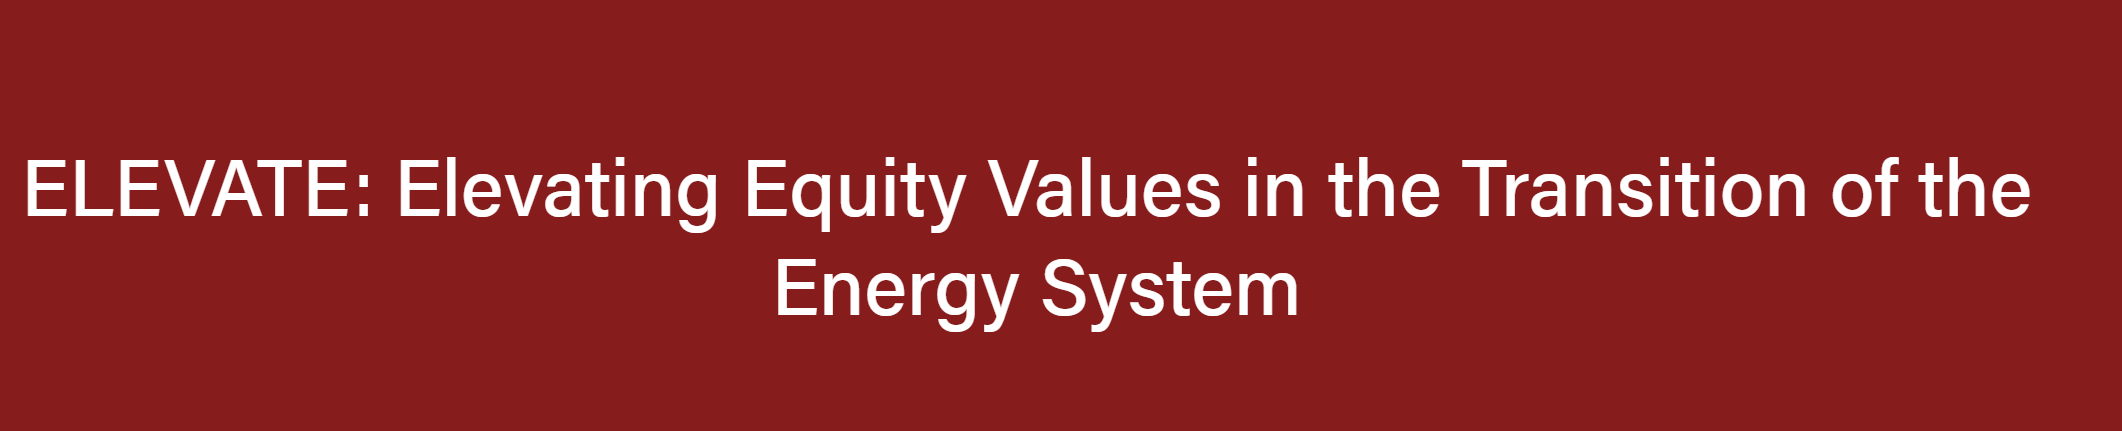 ELEVATE: Elevating Equity Values in the Transition of the
Energy System